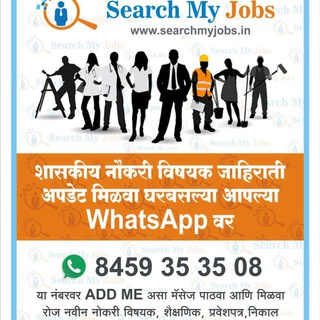 Search My Jobs
www.searchmyjobs.in
शासकीय नौकरी विषयक जाहिराती
अपडेट मिळवा घरबसल्या आपल्या
WhatsApp वर
8459 35 35 08
या नंबरवर ADD ME असा मॅसेज पाठवा आणि मिळवा
रोज नवीन नोकरी विषयक, शैक्षणिक, प्रवेशपत्र,निकाल